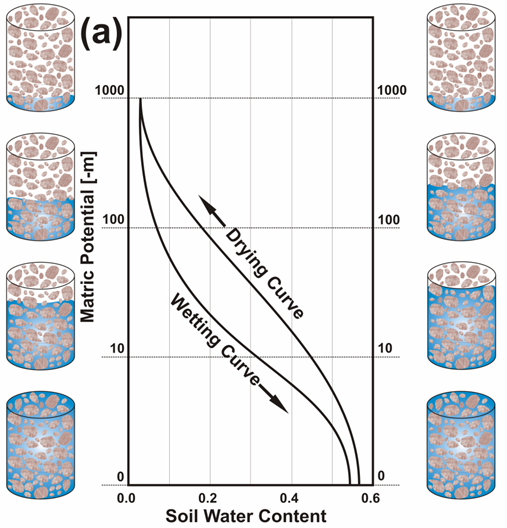 (a)
1000 1000
100 100
10 10
0 0
Matric Potential [-m]
Drying Curve
Wetting Curve
0.0 0.2 0.4 0.6
Soil Water Content